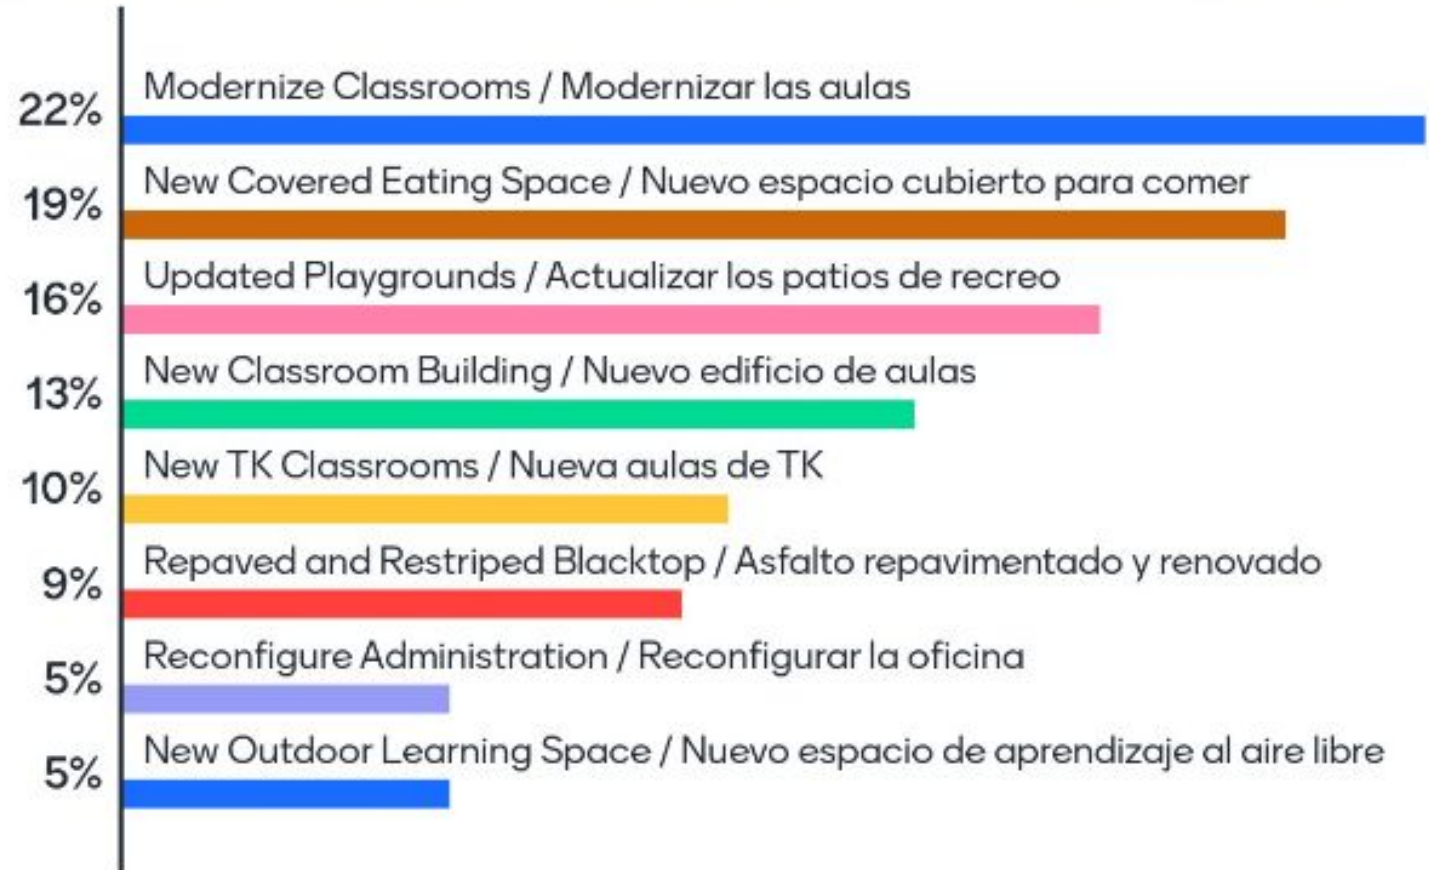 Modernize Classrooms / Modernizar las aulas
22%
New Covered Eating Space / Nuevo espacio cubierto para comer
19%
Updated Playgrounds / Actualizar los patios de recreo
16%
New Classroom Building / Nuevo edificio de aulas
13%
New TK Classrooms / Nueva aulas de TK
10%
Repaved and Restriped Blacktop / Asfalto repavimentado y renovado
9%
Reconfigure Administration / Reconfigurar la oficina
5%
New Outdoor Learning Space / Nuevo espacio de aprendizaje al aire libre
5%